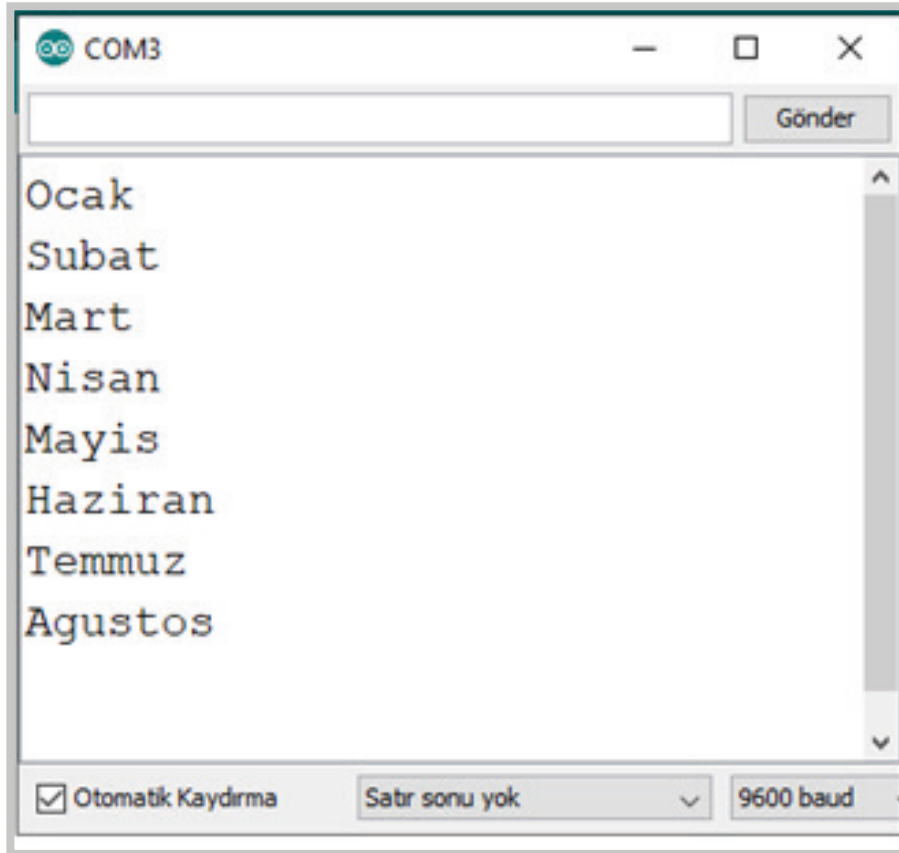 COM3
Gönder
Ocak
Subat
Mart
Nisan
Mayis
Haziran
Temmuz
Agustos
Otomatik Kaydırma Satır sonu yok 9600 baud